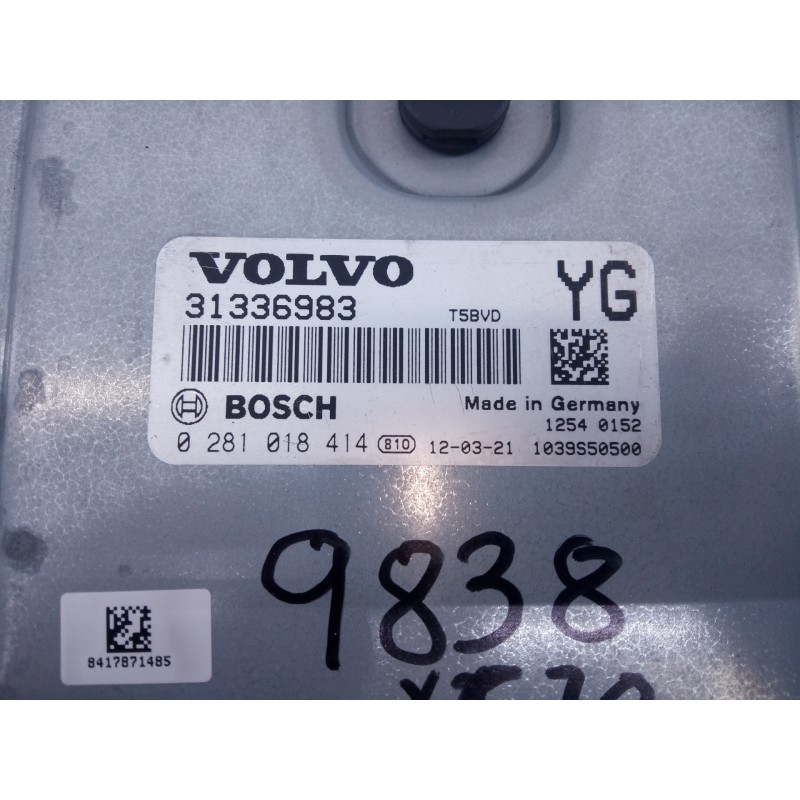 VOLVO
YG
31336983
T5BVD
BOSCH
Made in Germany
1254 0152
0 281 018 414 810 12-03-21 1039S50500
9838
8417871485